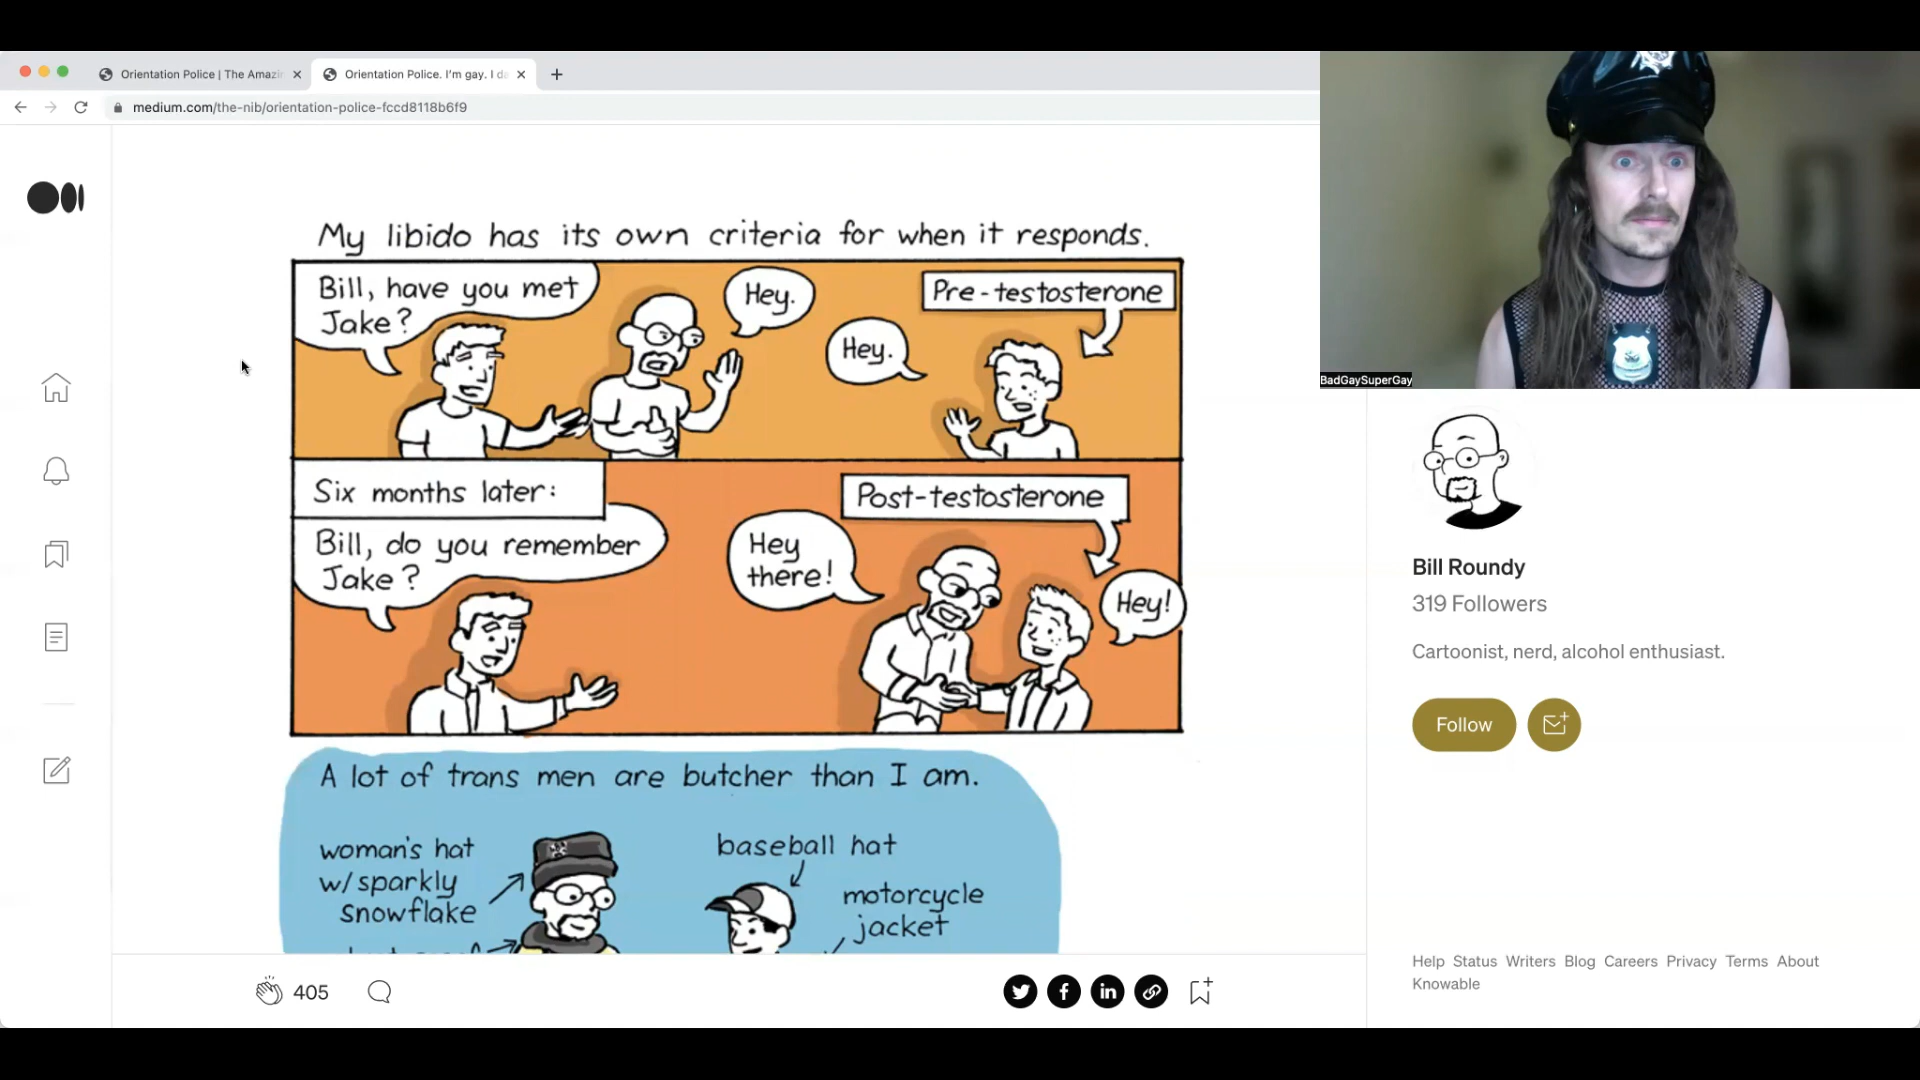 Orientation Police | The Amazi
Orientation Police. I'm gay. I da
medium.com/the-nib/orientation-police-fccd8118b6f9
My libido has its own criteria for when it responds.
Bill, have you met
Jake?
Hey.
Hey.
Pre-testosterone
Six months later:
Bill, do you remember
Jake?
Hey
there!
Post-testosterone
Hey!
A lot of trans men are butcher than I am.
woman's hat
w/ sparkly
snowflake
baseball hat
motorcycle
jacket
405
BadGaySuperGay
Bill Roundy
319 Followers
Cartoonist, nerd, alcohol enthusiast.
Follow
Help Status Writers Blog Careers Privacy Terms About
Knowable